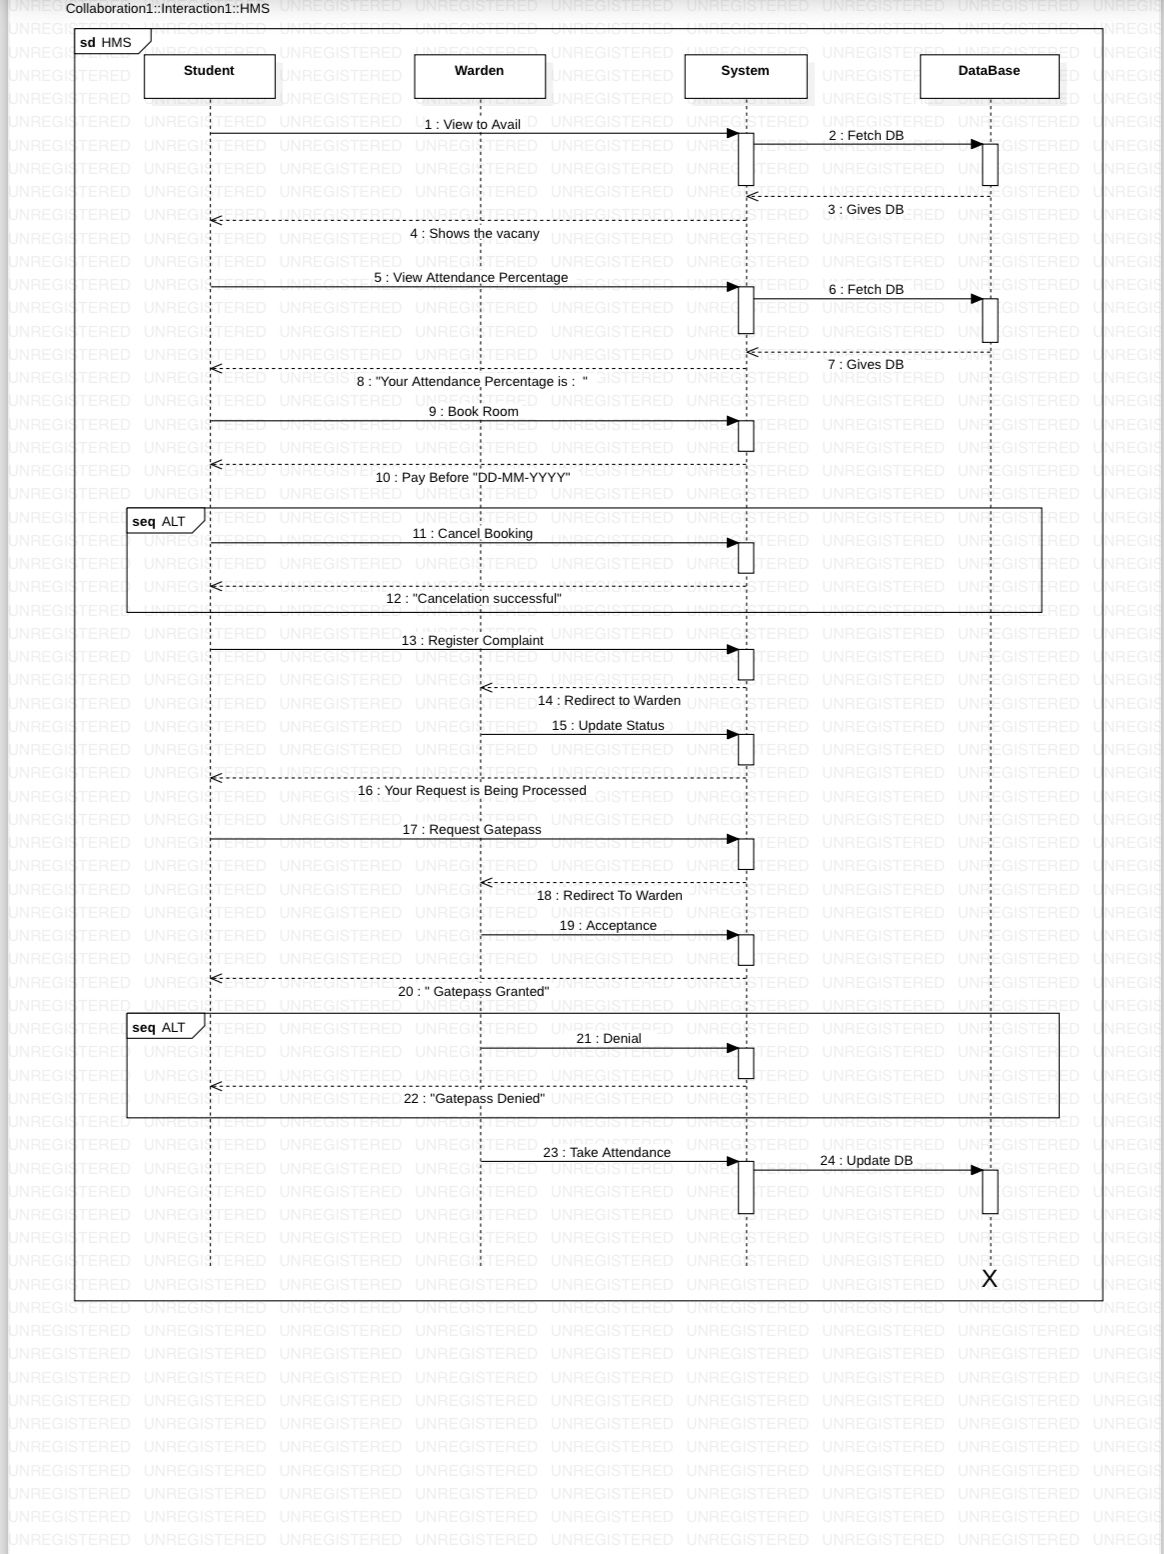 Collaboration1::Interaction1::HMS
sd HMS
Student
Warden
System
DataBase
1 : View to Avail
2 : Fetch DB
3 : Gives DB
4 : Shows the vacany
5 : View Attendance Percentage
6 : Fetch DB
7 : Gives DB
8 : "Your Attendance Percentage is :  "
9 : Book Room
10 : Pay Before "DD-MM-YYYY"
seq ALT
11 : Cancel Booking
12 : "Cancelation successful"
13 : Register Complaint
14 : Redirect to Warden
15 : Update Status
16 : Your Request is Being Processed
17 : Request Gatepass
18 : Redirect To Warden
19 : Acceptance
20 : " Gatepass Granted"
seq ALT
21 : Denial
22 : "Gatepass Denied"
23 : Take Attendance
24 : Update DB
X
UNREGISTERED